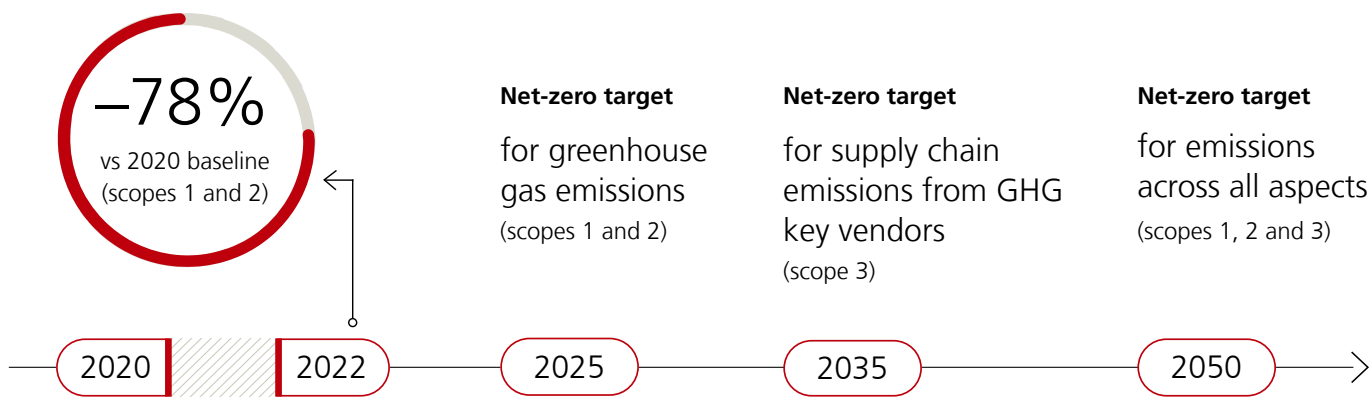 –78%
vs 2020 baseline
(scopes 1 and 2)
Net-zero target
for greenhouse
gas emissions
(scopes 1 and 2)
Net-zero target
for supply chain
emissions from GHG
key vendors
(scope 3)
Net-zero target
for emissions
across all aspects
(scopes 1, 2 and 3)
2020
2022
2025
2035
2050